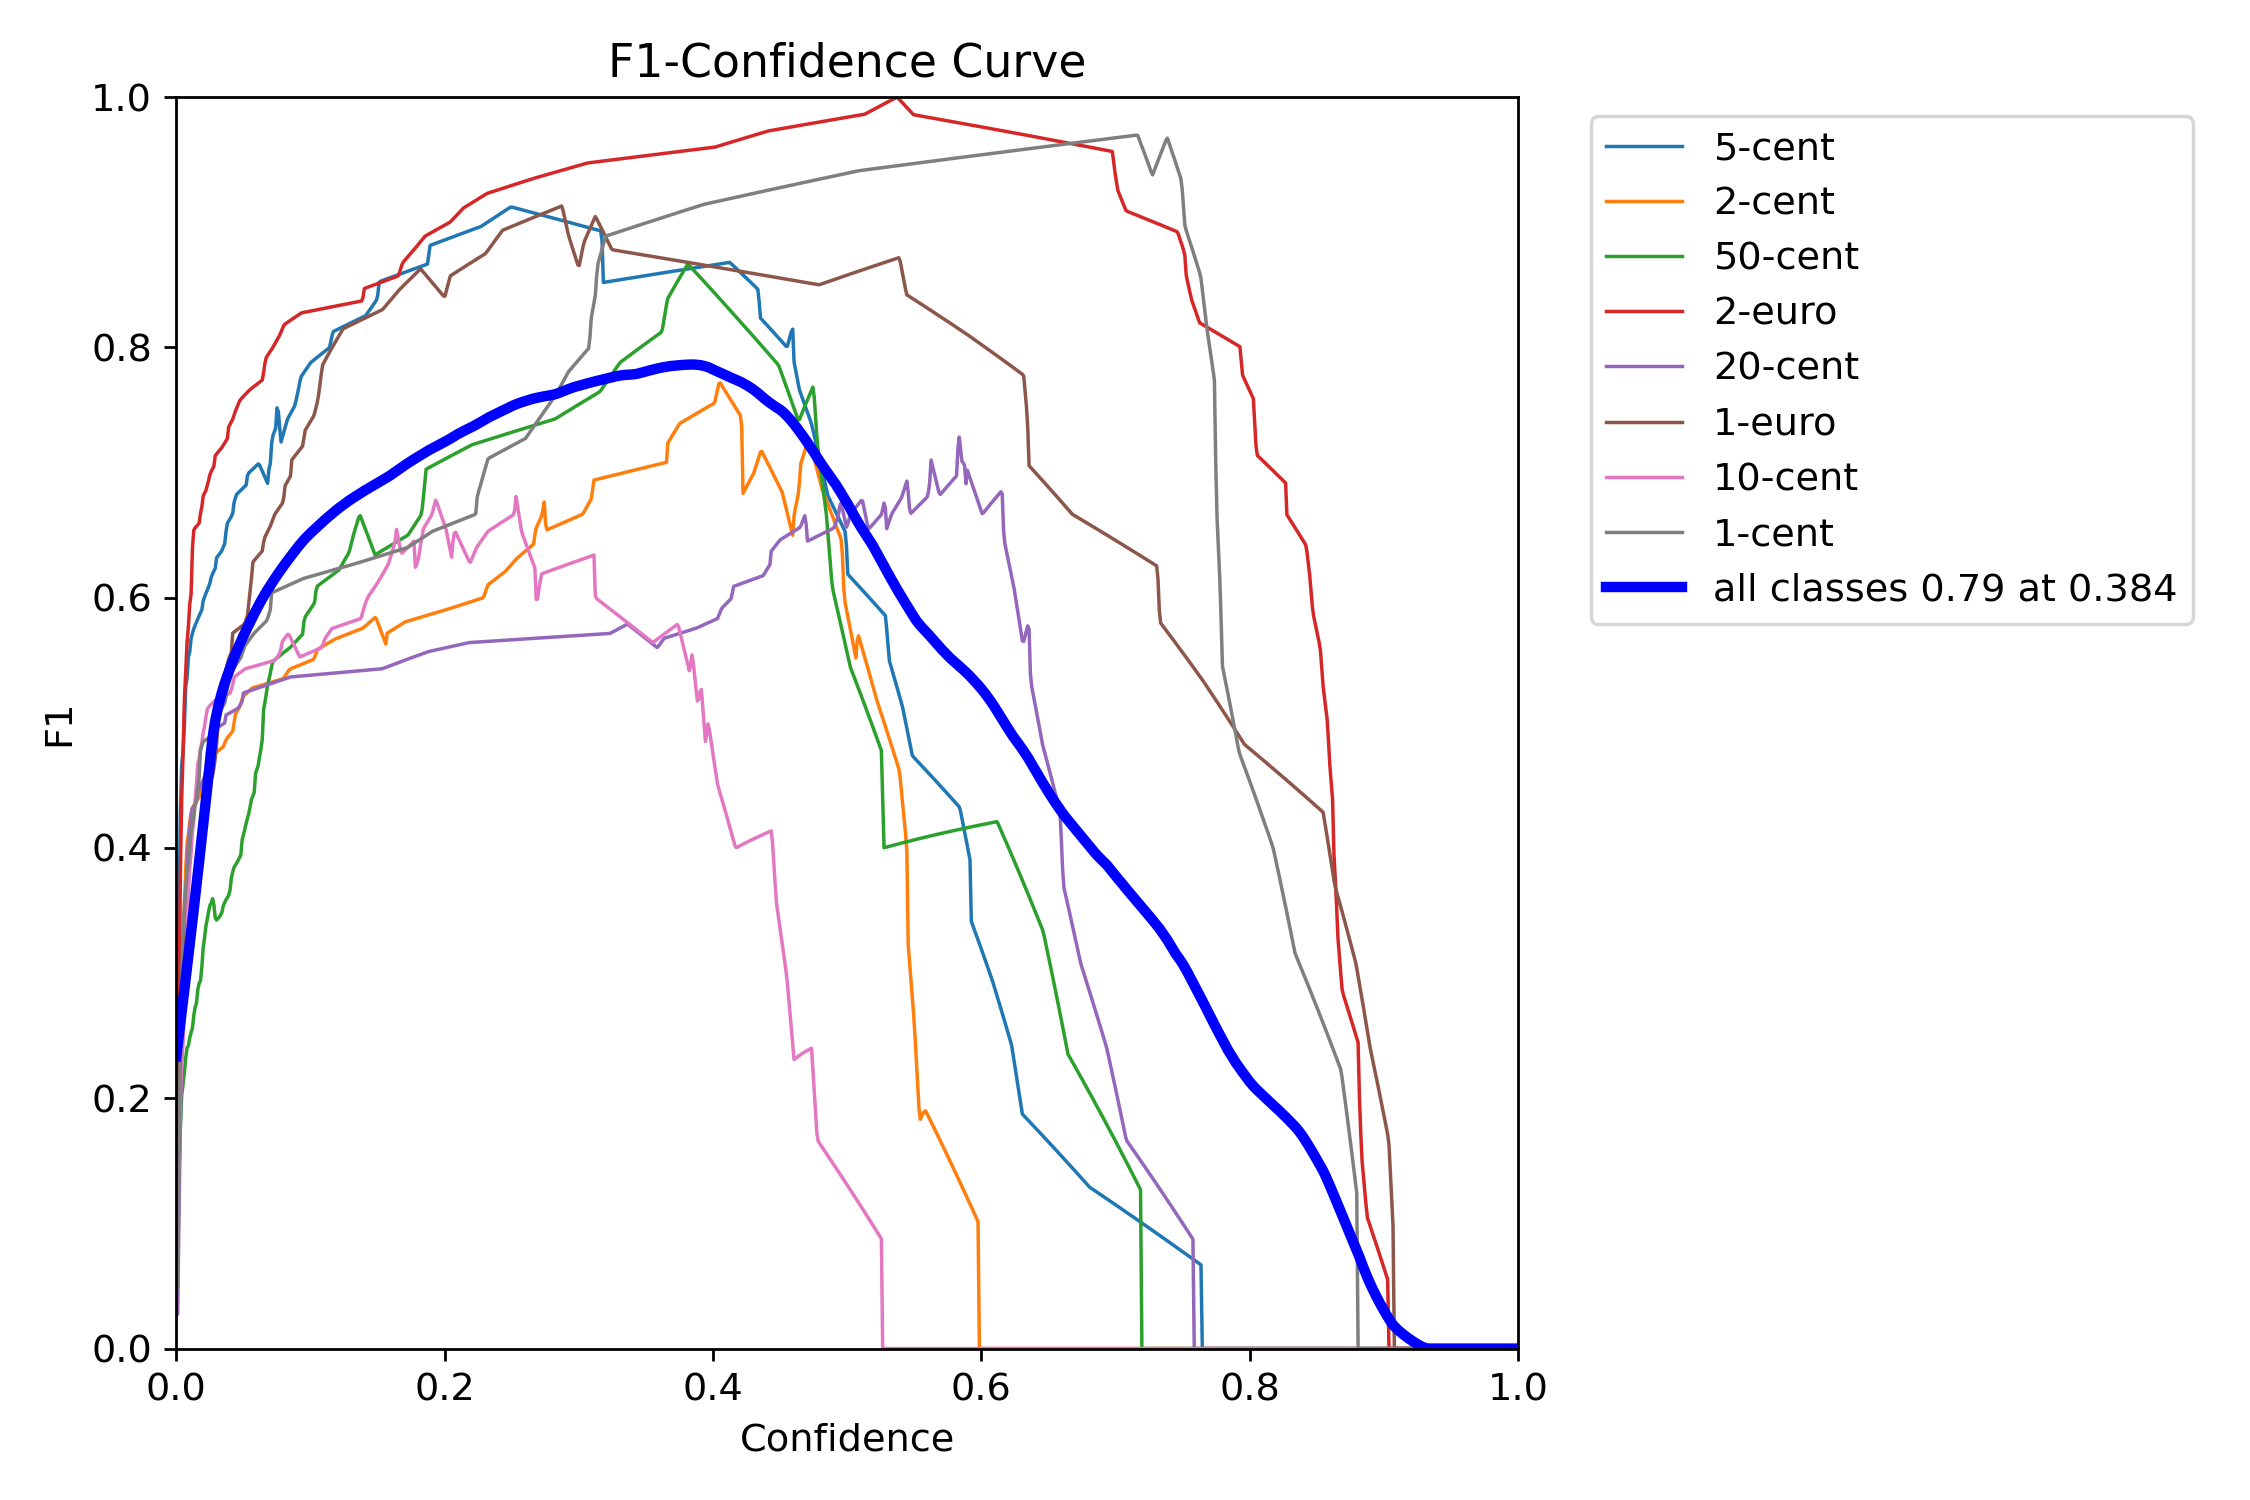 F1-Confidence Curve
1.0
0.8
0.6
0.4
0.2
0.0
F1
0.0 0.2 0.4 0.6 0.8 1.0
Confidence
5-cent
2-cent
50-cent
2-euro
20-cent
1-euro
10-cent
1-cent
all classes 0.79 at 0.384